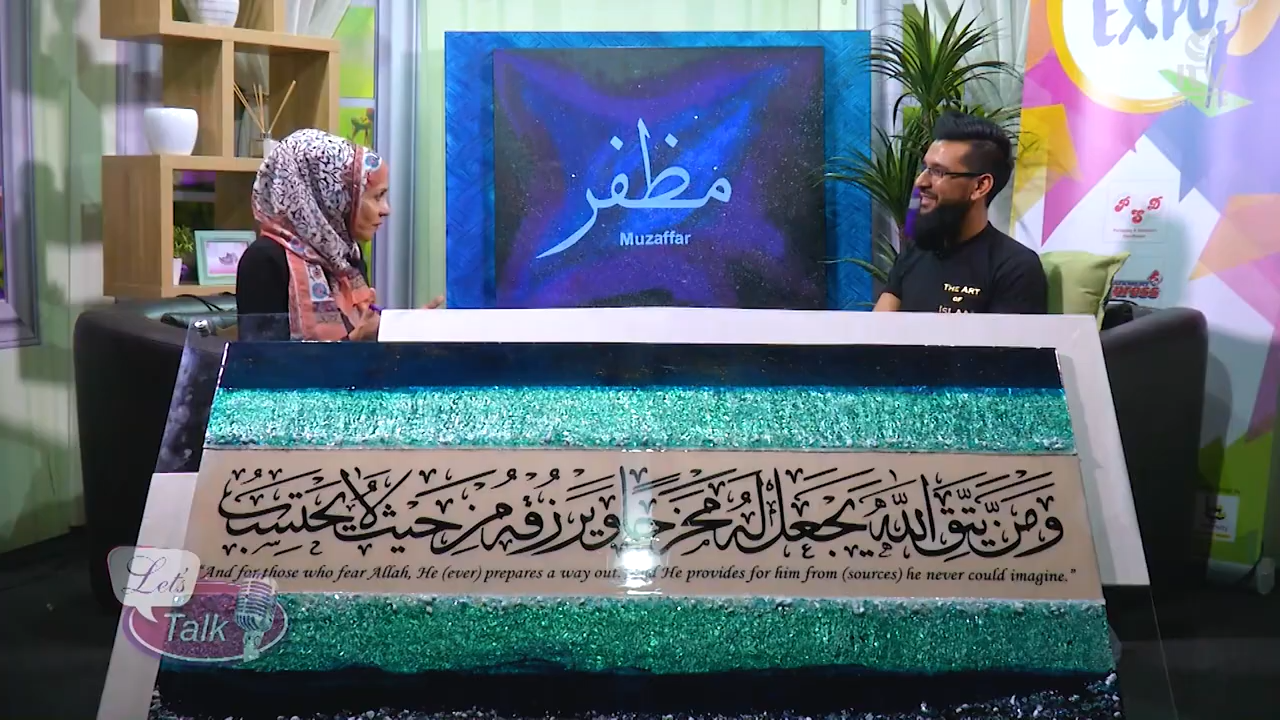 EXPO
مظفر
Muzaffar
PSD
THE ART
OF
ومن يتق الله يجعل له مخرجا ويرزقه من حيث لا يحتسب
“And for those who fear Allah, He (ever) prepares a way out. And He provides for him from (sources) he never could imagine.”
Let's
Talk